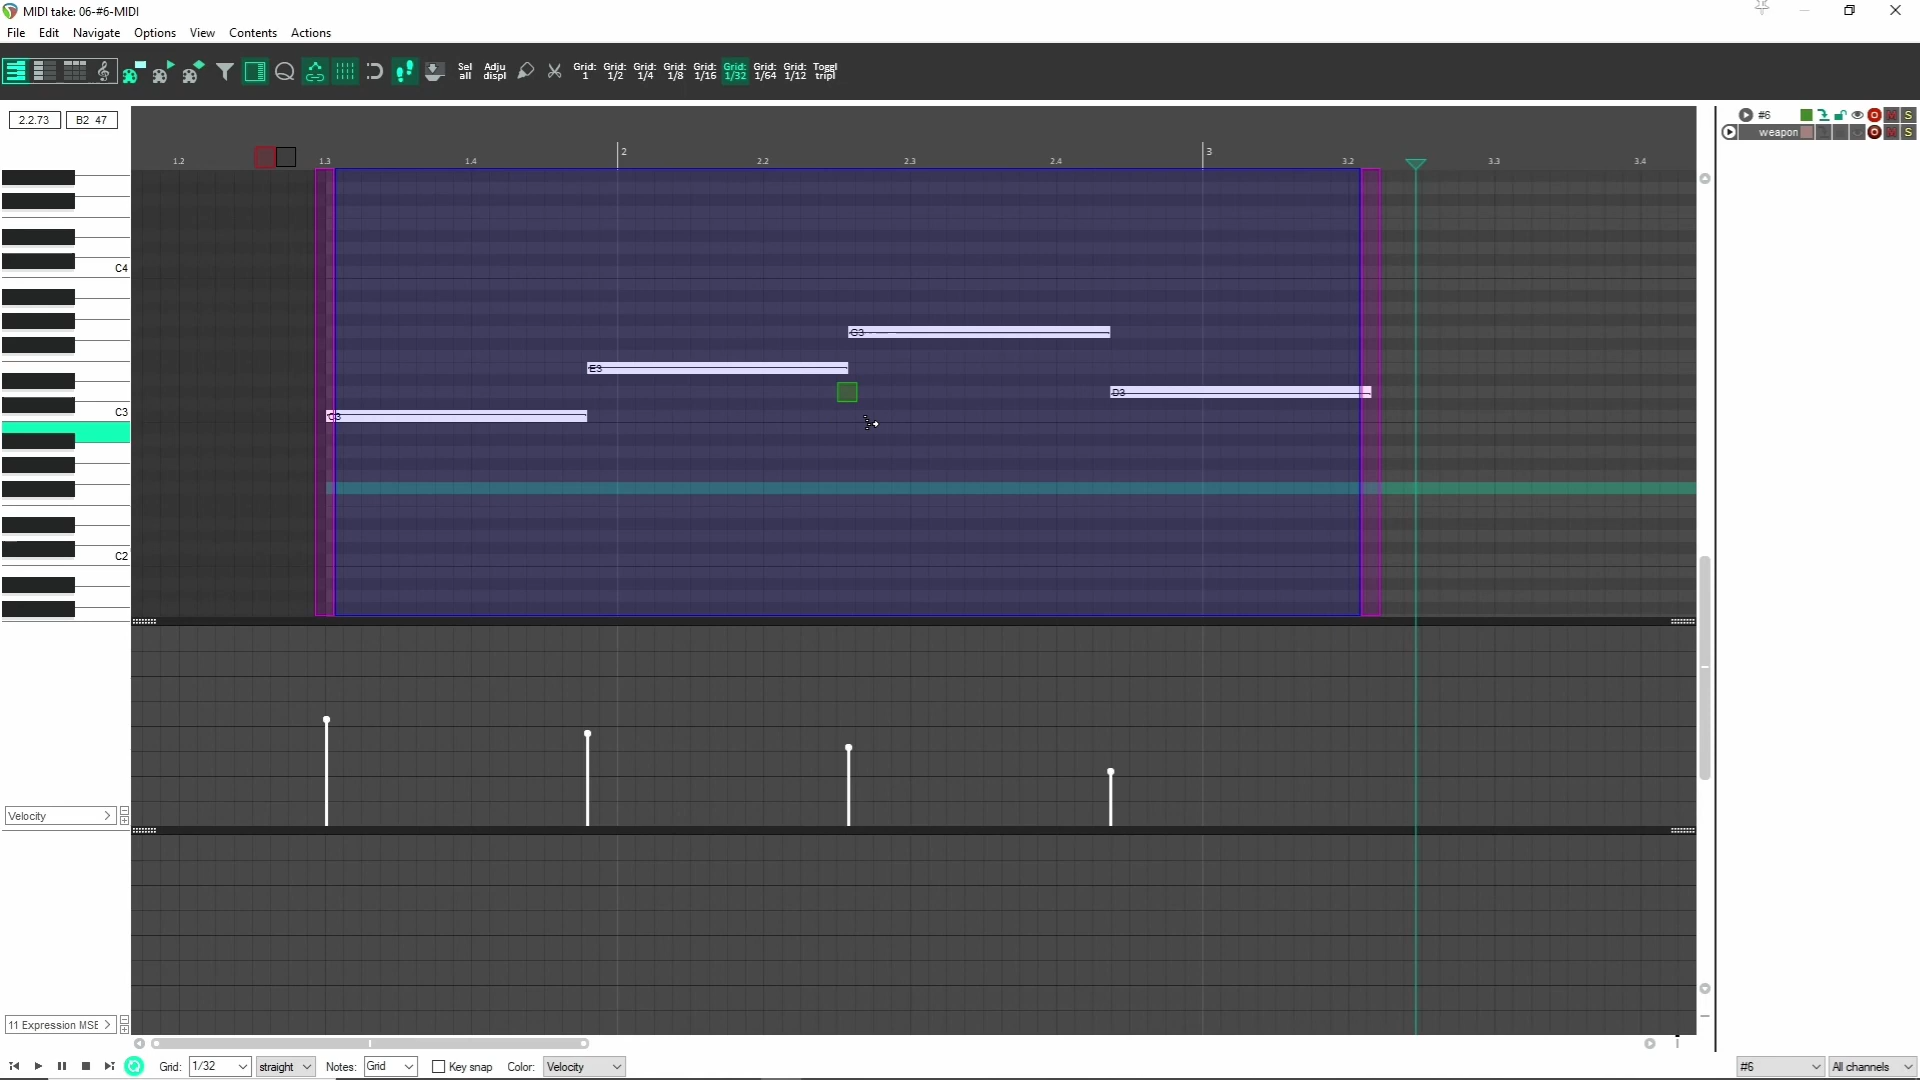 MIDI take: 06-#6-MIDI
File Edit Navigate Options View Contents Actions
Sel all Adju displ Grid: 1 Grid: 1/2 Grid: 1/4 Grid: 1/8 Grid: 1/16 Grid: 1/32 Grid: 1/64 Grid: 1/12 Toggl tripl
2.2.73 B2 47
#6 S
weapon S
2 3
1.2 1.3 1.4 2.2 2.3 2.4 3.2 3.3 3.4
C4
G3
E3
D3
C3 C3
C2
Velocity
11 Expression MSB
Grid: 1/32 straight Notes: Grid Key snap Color: Velocity #6 All channels